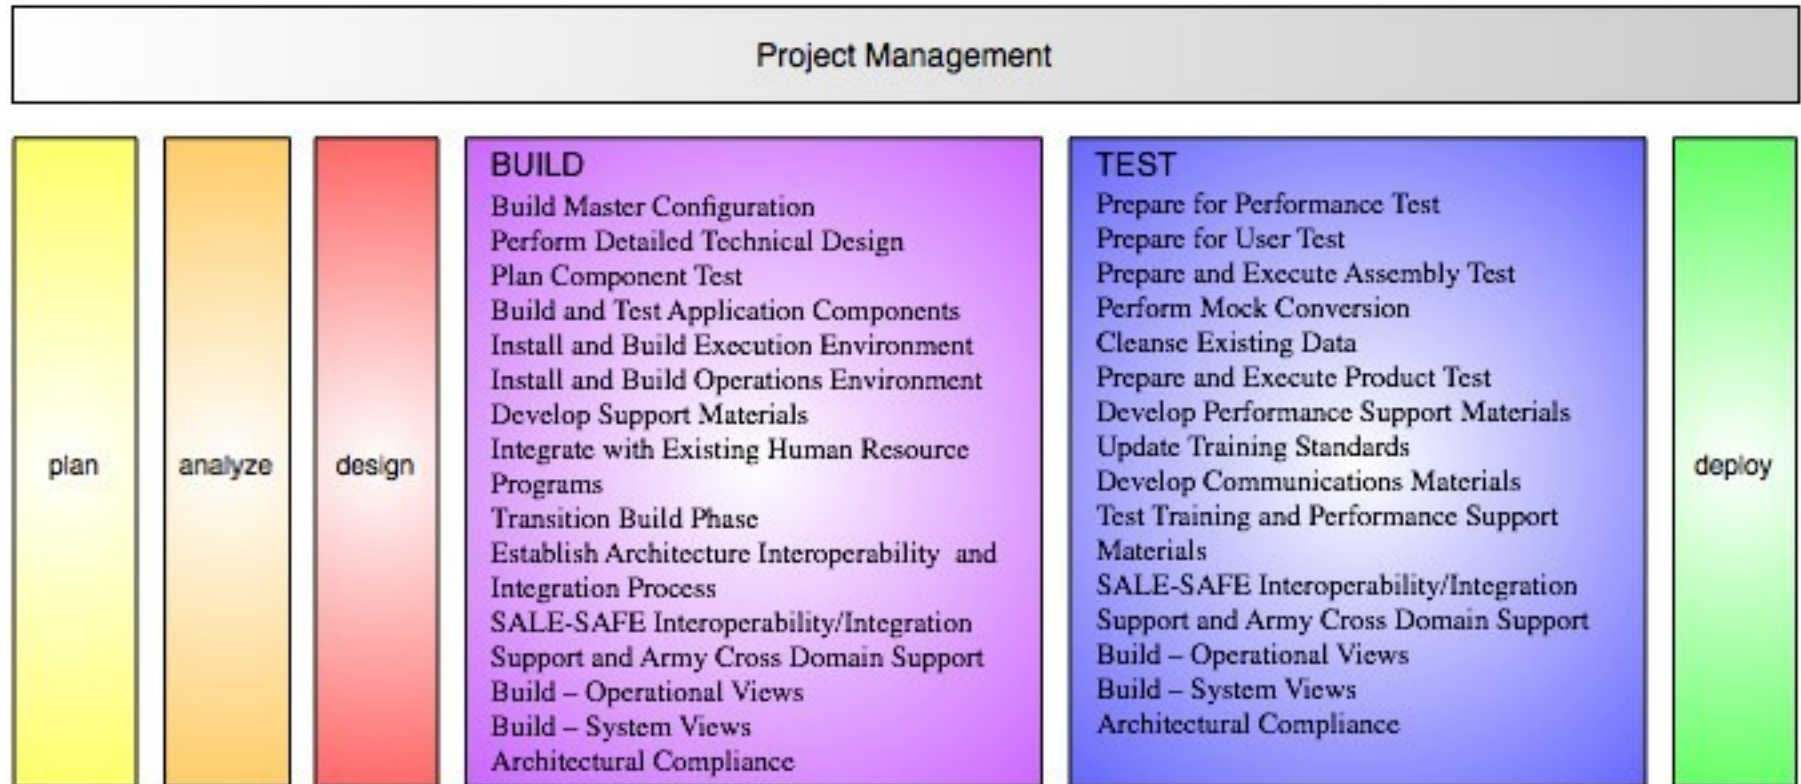 Project Management
plan
analyze
design
BUILD
Build Master Configuration
Perform Detailed Technical Design
Plan Component Test
Build and Test Application Components
Install and Build Execution Environment
Install and Build Operations Environment
Develop Support Materials
Integrate with Existing Human Resource
Programs
Transition Build Phase
Establish Architecture Interoperability  and
Integration Process
SALE-SAFE Interoperability/Integration
Support and Army Cross Domain Support
Build – Operational Views
Build – System Views
Architectural Compliance
TEST
Prepare for Performance Test
Prepare for User Test
Prepare and Execute Assembly Test
Perform Mock Conversion
Cleanse Existing Data
Prepare and Execute Product Test
Develop Performance Support Materials
Update Training Standards
Develop Communications Materials
Test Training and Performance Support
Materials
SALE-SAFE Interoperability/Integration
Support and Army Cross Domain Support
Build – Operational Views
Build – System Views
Architectural Compliance
deploy